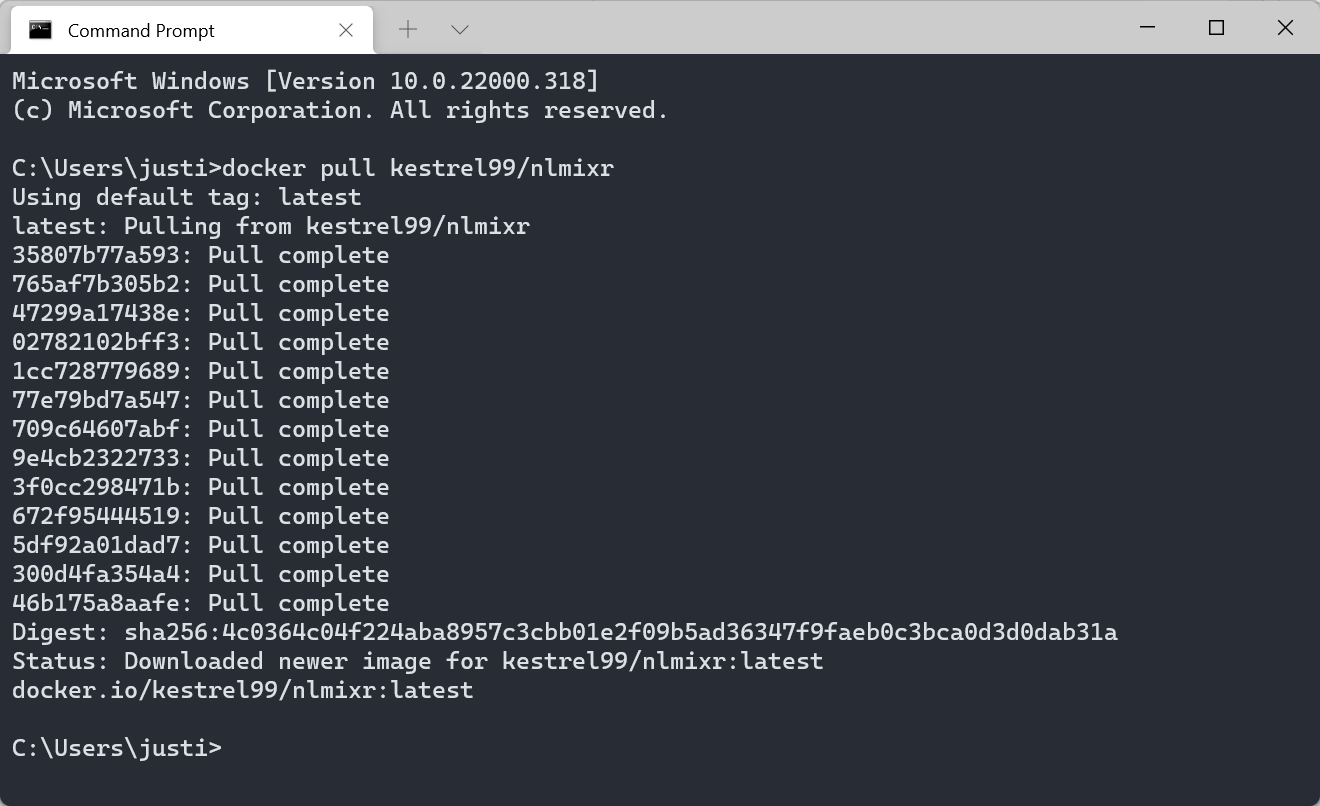 Command Prompt
Microsoft Windows [Version 10.0.22000.318]
(c) Microsoft Corporation. All rights reserved.
C:\Users\justi>docker pull kestrel99/nlmixr
Using default tag: latest
latest: Pulling from kestrel99/nlmixr
35807b77a593: Pull complete
765af7b305b2: Pull complete
47299a17438e: Pull complete
02782102bff3: Pull complete
1cc728779689: Pull complete
77e79bd7a547: Pull complete
709c64607abf: Pull complete
9e4cb2322733: Pull complete
3f0cc298471b: Pull complete
672f95444519: Pull complete
5df92a01dad7: Pull complete
300d4fa354a4: Pull complete
46b175a8aafe: Pull complete
Digest: sha256:4c0364c04f224aba8957c3cbb01e2f09b5ad36347f9faeb0c3bca0d3d0dab31a
Status: Downloaded newer image for kestrel99/nlmixr:latest
docker.io/kestrel99/nlmixr:latest
C:\Users\justi>